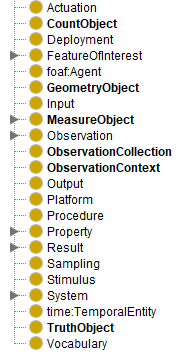 Actuation
CountObject
Deployment
FeatureOfInterest
foaf:Agent
GeometryObject
Input
MeasureObject
Observation
ObservationCollection
ObservationContext
Output
Platform
Procedure
Property
Result
Sampling
Stimulus
System
time:TemporalEntity
TruthObject
Vocabulary